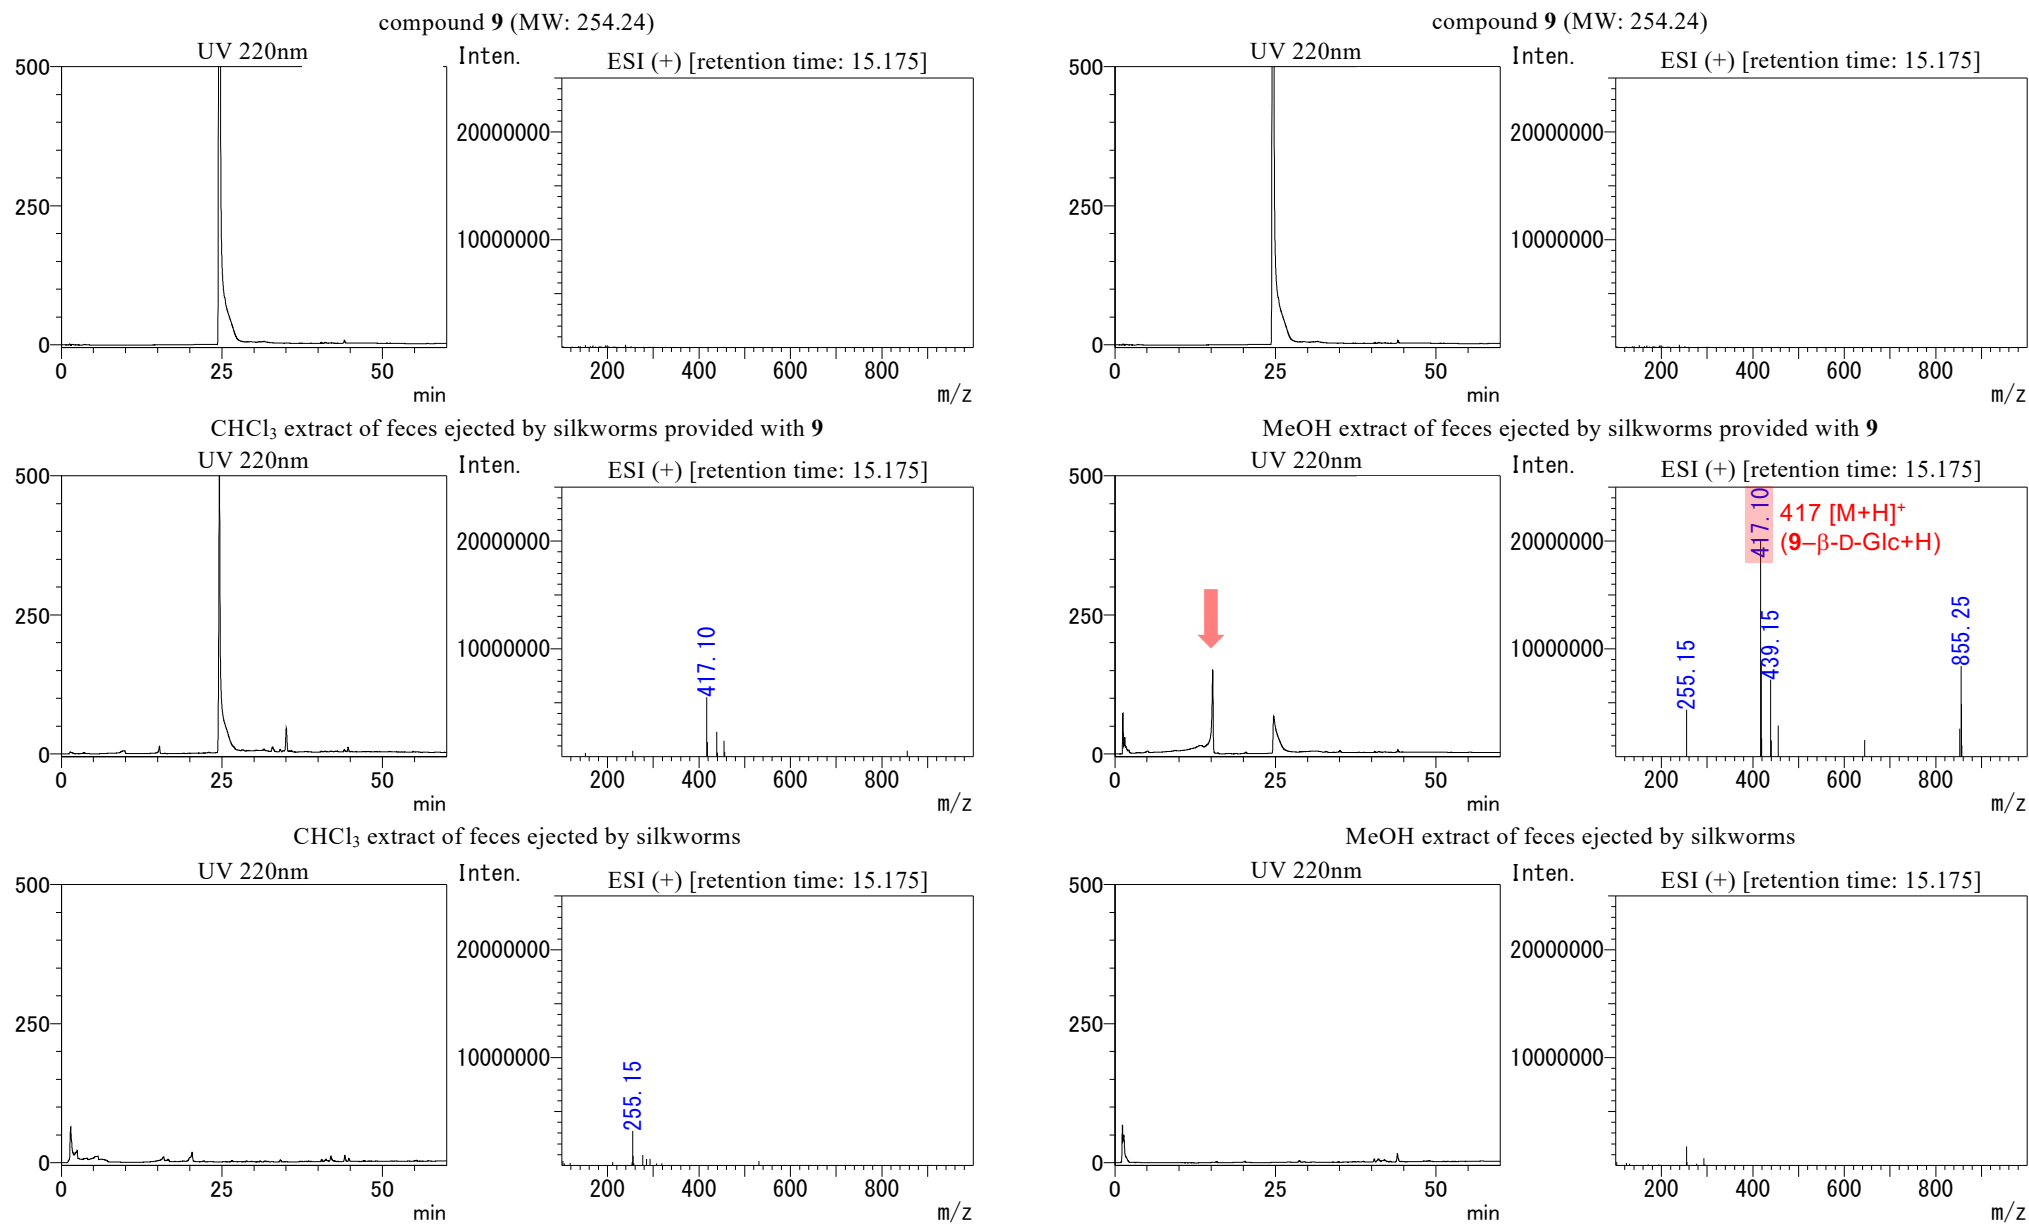 compound 9 (MW: 254.24)
UV 220nm
Inten.
ESI (+) [retention time: 15.175]
500
250
0
0 25 50
min
20000000
10000000
200 400 600 800
m/z
compound 9 (MW: 254.24)
UV 220nm
Inten.
ESI (+) [retention time: 15.175]
500
250
0
0 25 50
min
20000000
10000000
200 400 600 800
m/z
CHCl₃ extract of feces ejected by silkworms provided with 9
UV 220nm
Inten.
ESI (+) [retention time: 15.175]
500
250
0
0 25 50
min
20000000
10000000
417.10
200 400 600 800
m/z
MeOH extract of feces ejected by silkworms provided with 9
UV 220nm
Inten.
ESI (+) [retention time: 15.175]
500
250
0
0 25 50
min
20000000
10000000
255.15
417.10
439.15
855.25
417 [M+H]⁺
(9–β-D-Glc+H)
200 400 600 800
m/z
CHCl₃ extract of feces ejected by silkworms
UV 220nm
Inten.
ESI (+) [retention time: 15.175]
500
250
0
0 25 50
min
20000000
10000000
255.15
200 400 600 800
m/z
MeOH extract of feces ejected by silkworms
UV 220nm
Inten.
ESI (+) [retention time: 15.175]
500
250
0
0 25 50
min
20000000
10000000
200 400 600 800
m/z